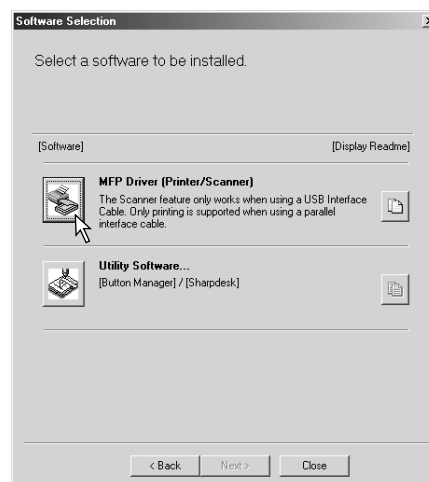 Software Selection
Select a software to be installed.
[Software] [Display Readme]
MFP Driver (Printer/Scanner)
The Scanner feature only works when using a USB Interface
Cable. Only printing is supported when using a parallel
interface cable.
Utility Software...
[Button Manager] / [Sharpdesk]
< Back Next > Close